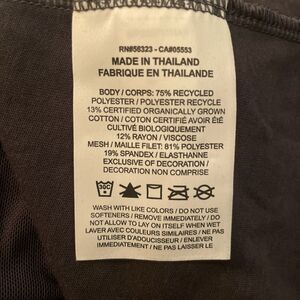 RN#56323 - CA#05553
MADE IN THAILAND
FABRIQUE EN THAILANDE
BODY / CORPS: 75% RECYCLED
POLYESTER / POLYESTER RECYCLE
13% CERTIFIED ORGANICALLY GROWN
COTTON / COTON CERTIFIÉ AVOIR ÉTÉ
CULTIVÉ BIOLOGIQUEMENT
12% RAYON / VISCOSE
MESH / MAILLE FILET: 81% POLYESTER
19% SPANDEX / ELASTHANNE
EXCLUSIVE OF DECORATION /
DECORATION NON COMPRISE
30C
WASH WITH LIKE COLORS / DO NOT USE
SOFTENERS / REMOVE IMMEDIATELY / DO
NOT ALLOW TO LAY ON ITSELF WHEN WET
LAVER AVEC COULEURS SIMILAIRES / NE PAS
UTILISER D'ADOUCISSEUR / ENLEVER
IMMEDIATEMENT / NE PAS LAISSER LE